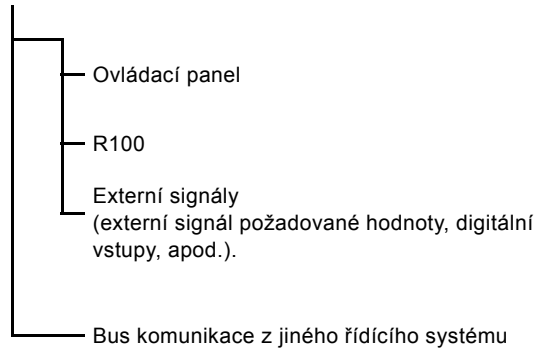 Ovládací panel
R100
Externí signály
(externí signál požadované hodnoty, digitální
vstupy, apod.).
Bus komunikace z jiného řídícího systému